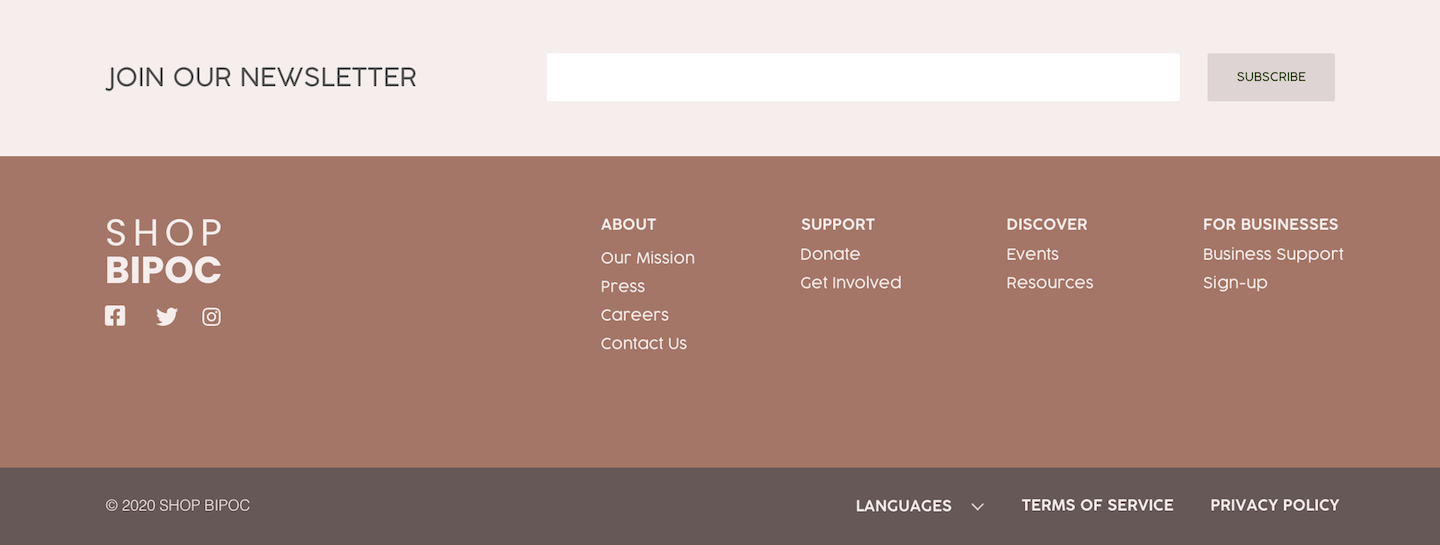 JOIN OUR NEWSLETTER
SUBSCRIBE
SHOP
BIPOC
ABOUT
Our Mission
Press
Careers
Contact Us
SUPPORT
Donate
Get Involved
DISCOVER
Events
Resources
FOR BUSINESSES
Business Support
Sign-up
© 2020 SHOP BIPOC
LANGUAGES
TERMS OF SERVICE
PRIVACY POLICY